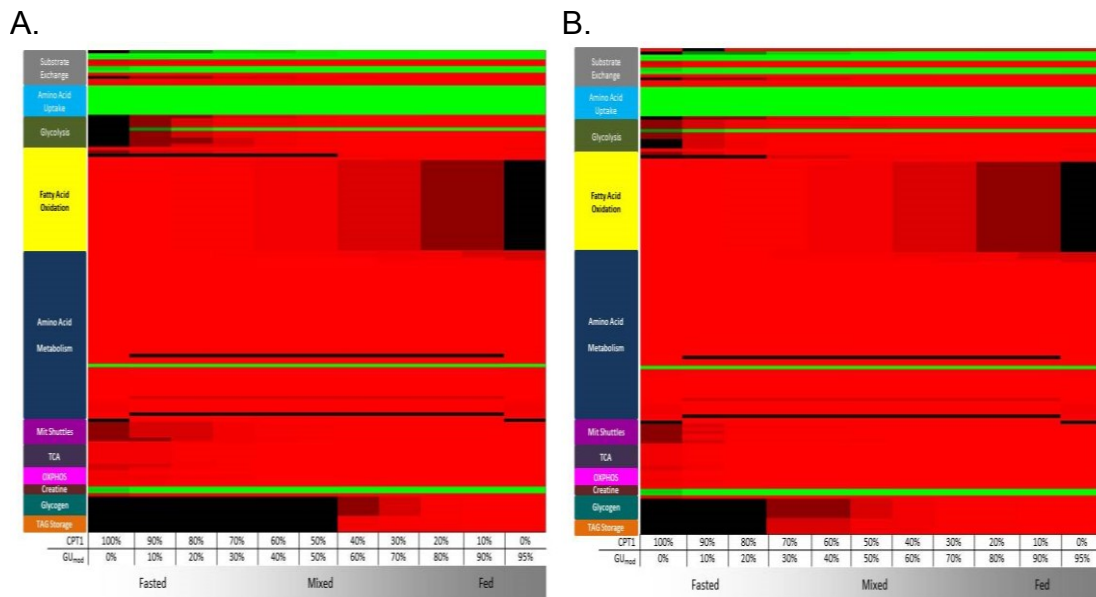 A.
Substrate
Exchange
Amino Acid
Uptake
Glycolysis
Fatty Acid
Oxidation
Amino Acid
Metabolism
Mit Shuttles
TCA
OXPHOS
Creatine
Glycogen
TAG Storage
CPT1 100% 90% 80% 70% 60% 50% 40% 30% 20% 10% 0%
GUmod 0% 10% 20% 30% 40% 50% 60% 70% 80% 90% 95%
Fasted Mixed Fed
B.
Substrate
Exchange
Amino Acid
Uptake
Glycolysis
Fatty Acid
Oxidation
Amino Acid
Metabolism
Mit Shuttles
TCA
OXPHOS
Creatine
Glycogen
TAG Storage
CPT1 100% 90% 80% 70% 60% 50% 40% 30% 20% 10% 0%
GUmod 0% 10% 20% 30% 40% 50% 60% 70% 80% 90% 95%
Fasted Mixed Fed